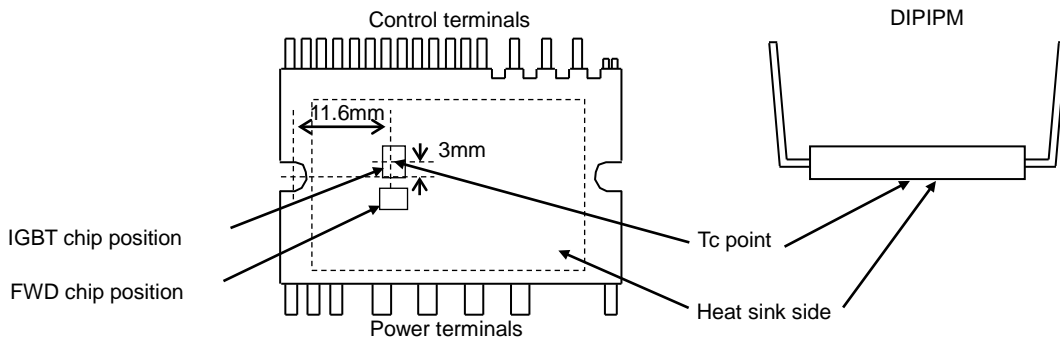 Control terminals
DIPIPM
11.6mm
3mm
IGBT chip position
Tc point
FWD chip position
Heat sink side
Power terminals